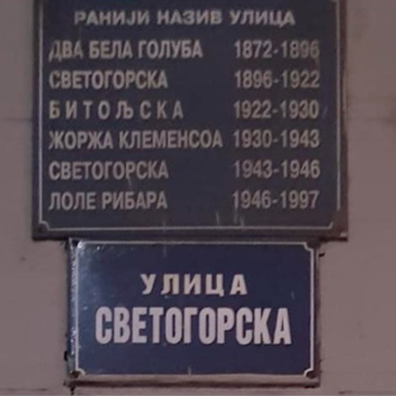 РАНИЈИ НАЗИВ УЛИЦА
ДВА БЕЛА ГОЛУБА 1872-1896
СВЕТОГОРСКА 1896-1922
БИТОЉСКА 1922-1930
ЖОРЖА КЛЕМЕНСОА 1930-1943
СВЕТОГОРСКА 1943-1946
ЛОЛЕ РИБАРА 1946-1997
УЛИЦА
СВЕТОГОРСКА